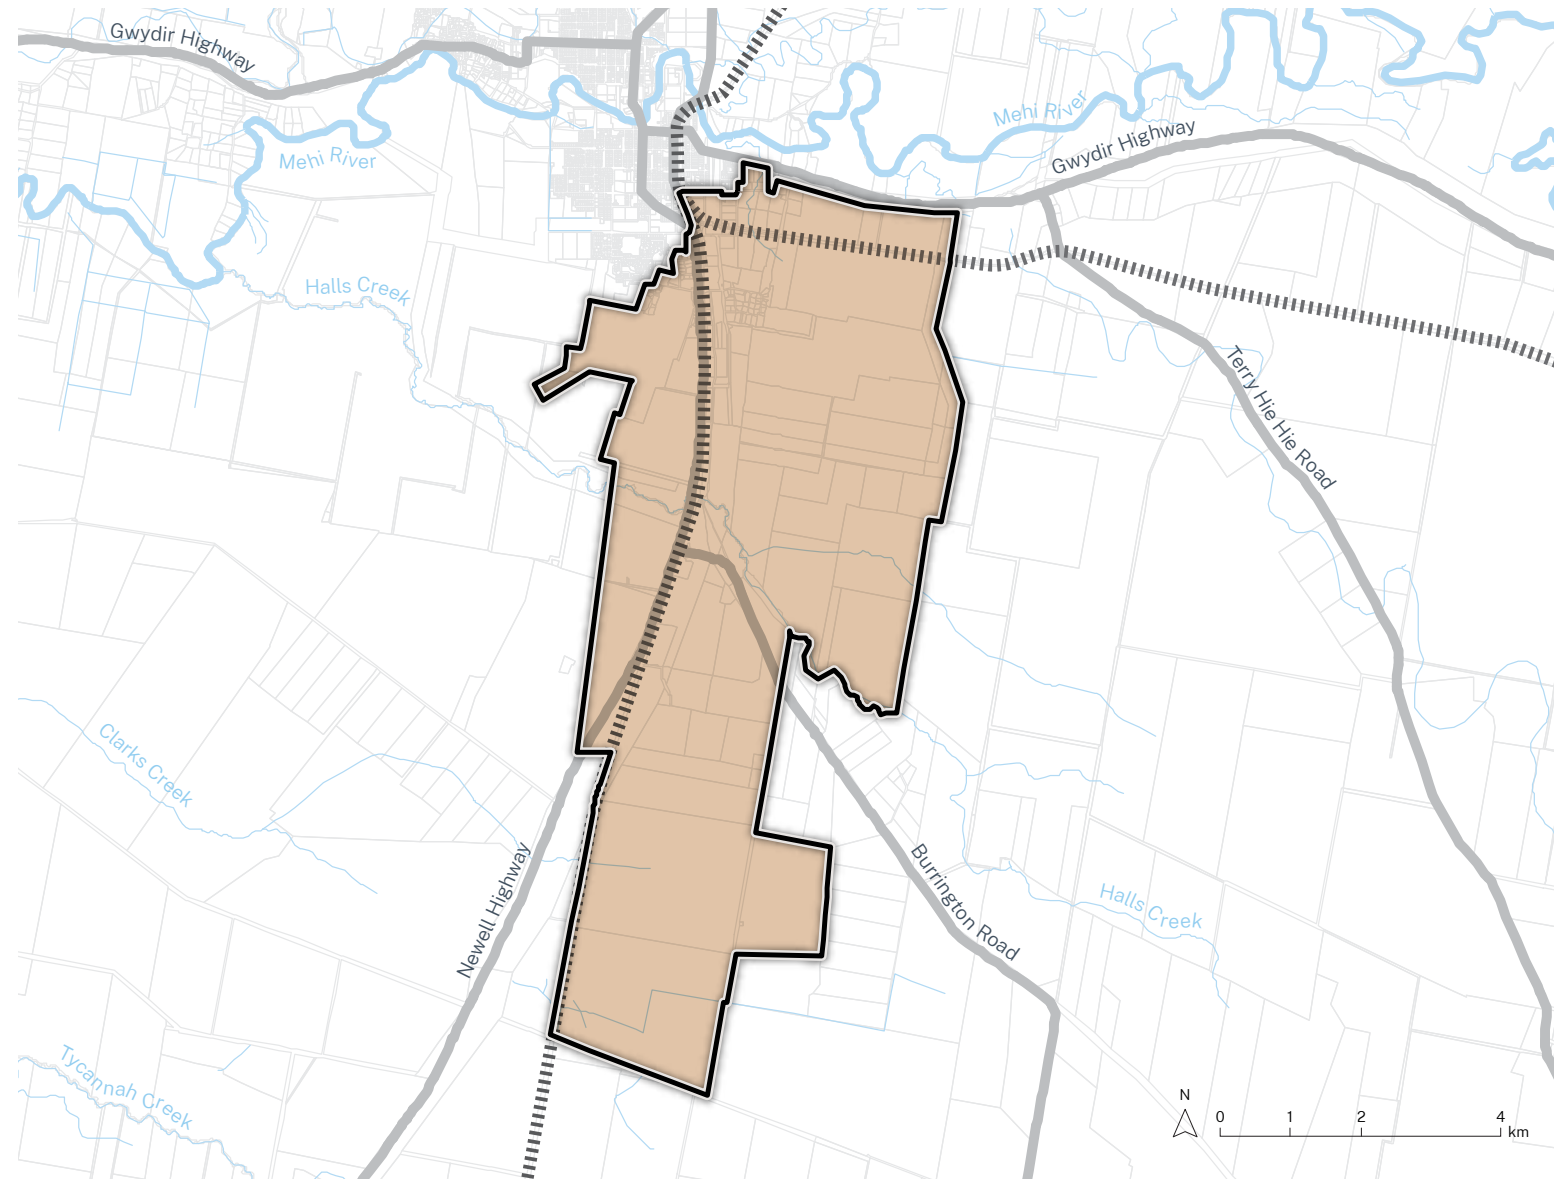 Gwydir Highway
Mehi River
Gwydir Highway
Mehi River
Halls Creek
Terry Hie Hie Road
Clarks Creek
Newell Highway
Burrington Road
Halls Creek
Tycannah Creek
N
0 1 2 4
km